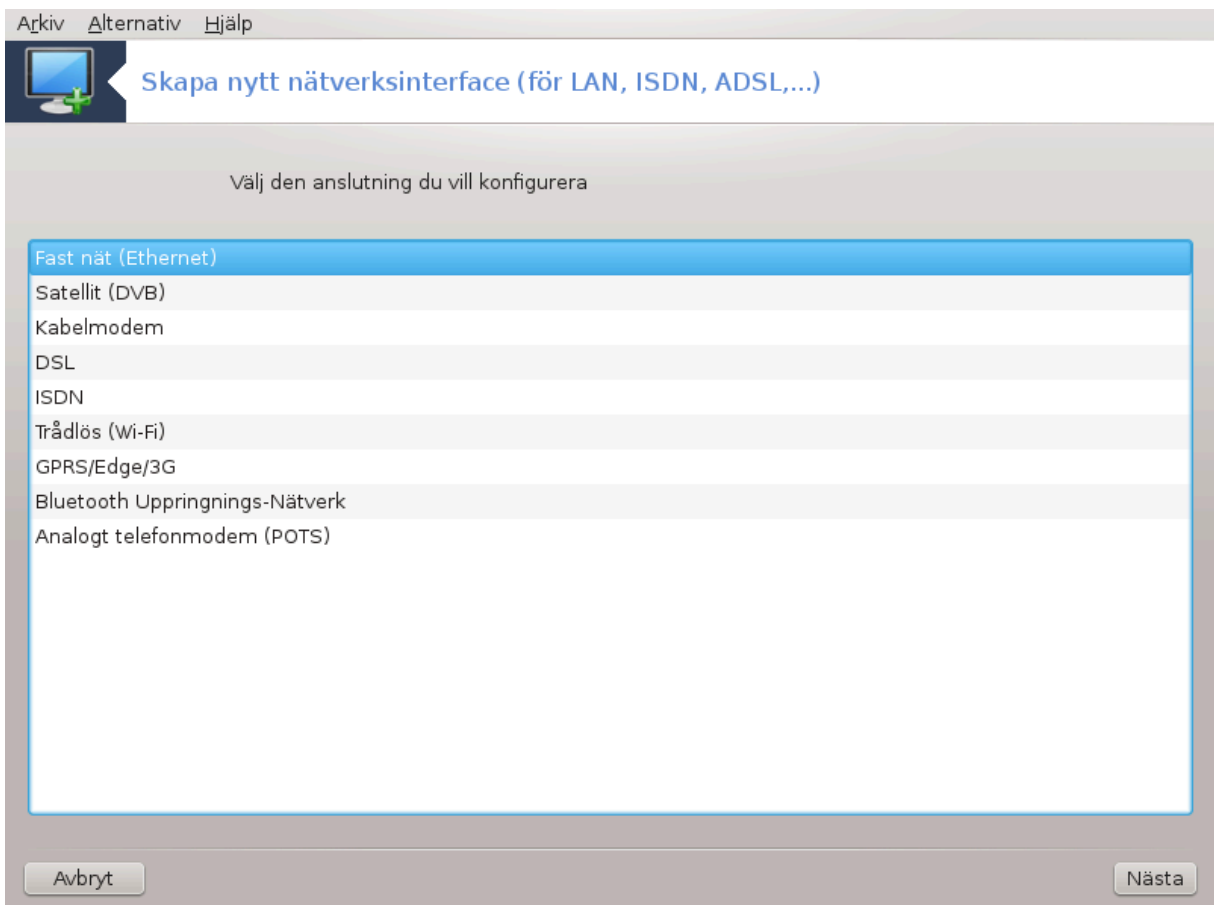 Arkiv Alternativ Hjälp
Skapa nytt nätverksinterface (för LAN, ISDN, ADSL,...)
Välj den anslutning du vill konfigurera
Fast nät (Ethernet)
Satellit (DVB)
Kabelmodem
DSL
ISDN
Trådlös (Wi-Fi)
GPRS/Edge/3G
Bluetooth Uppringnings-Nätverk
Analogt telefonmodem (POTS)
Avbryt Nästa